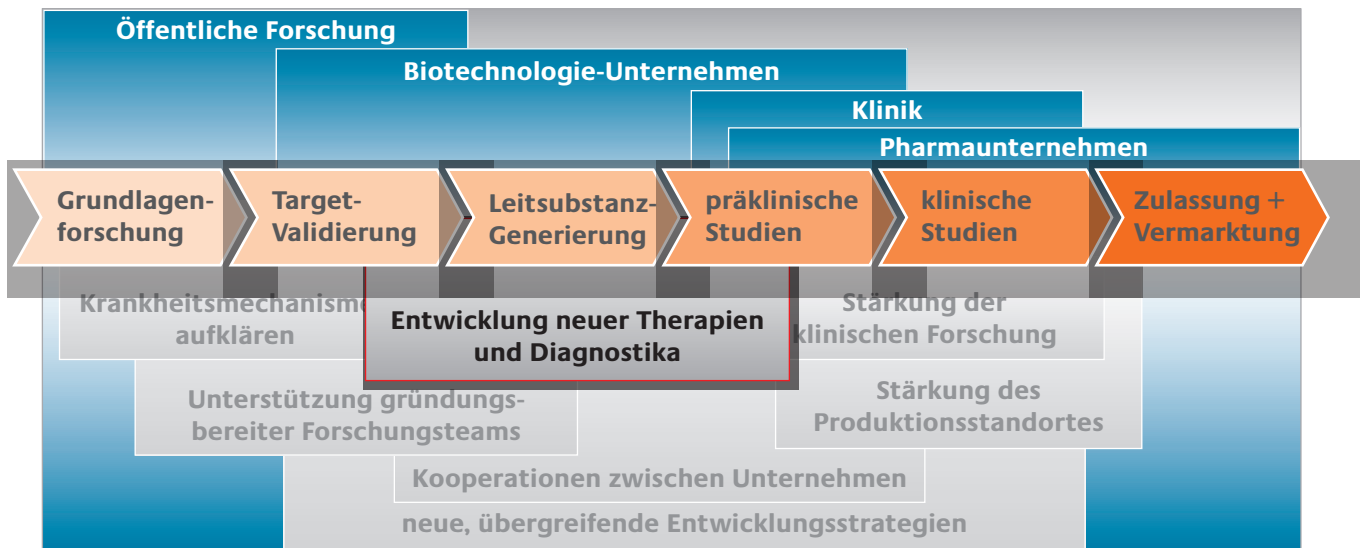 Öffentliche Forschung
Biotechnologie-Unternehmen
Klinik
Pharmaunternehmen
Grundlagen-
forschung
Target-
Validierung
Leitsubstanz-
Generierung
präklinische
Studien
klinische
Studien
Zulassung +
Vermarktung
Krankheitsmechanisme
aufklären
Entwicklung neuer Therapien
und Diagnostika
Stärkung der
klinischen Forschung
Unterstützung gründungs-
bereiter Forschungsteams
Stärkung des
Produktionsstandortes
Kooperationen zwischen Unternehmen
neue, übergreifende Entwicklungsstrategien